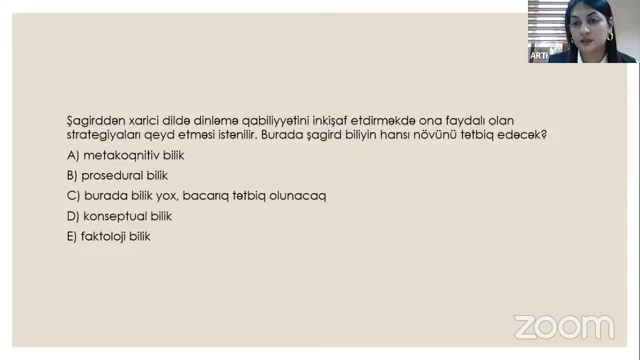 ARTI
Şagirddən xarici dildə dinləmə qabiliyyətini inkişaf etdirməkdə ona faydalı olan
strategiyaları qeyd etməsi istənilir. Burada şagird biliyin hansı növünü tətbiq edəcək?
A) metakoqnitiv bilik
B) prosedural bilik
C) burada bilik yox, bacarıq tətbiq olunacaq
D) konseptual bilik
E) faktoloji bilik
zoom